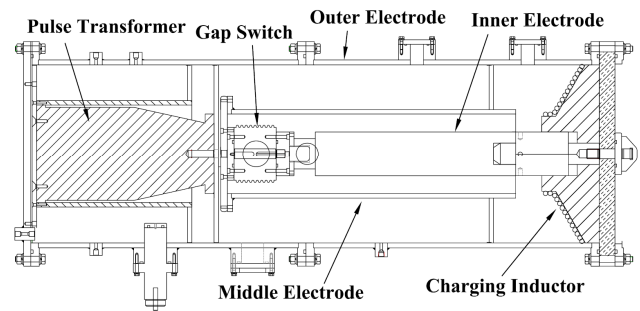 Outer Electrode
Pulse Transformer
Inner Electrode
Gap Switch
Middle Electrode
Charging Inductor